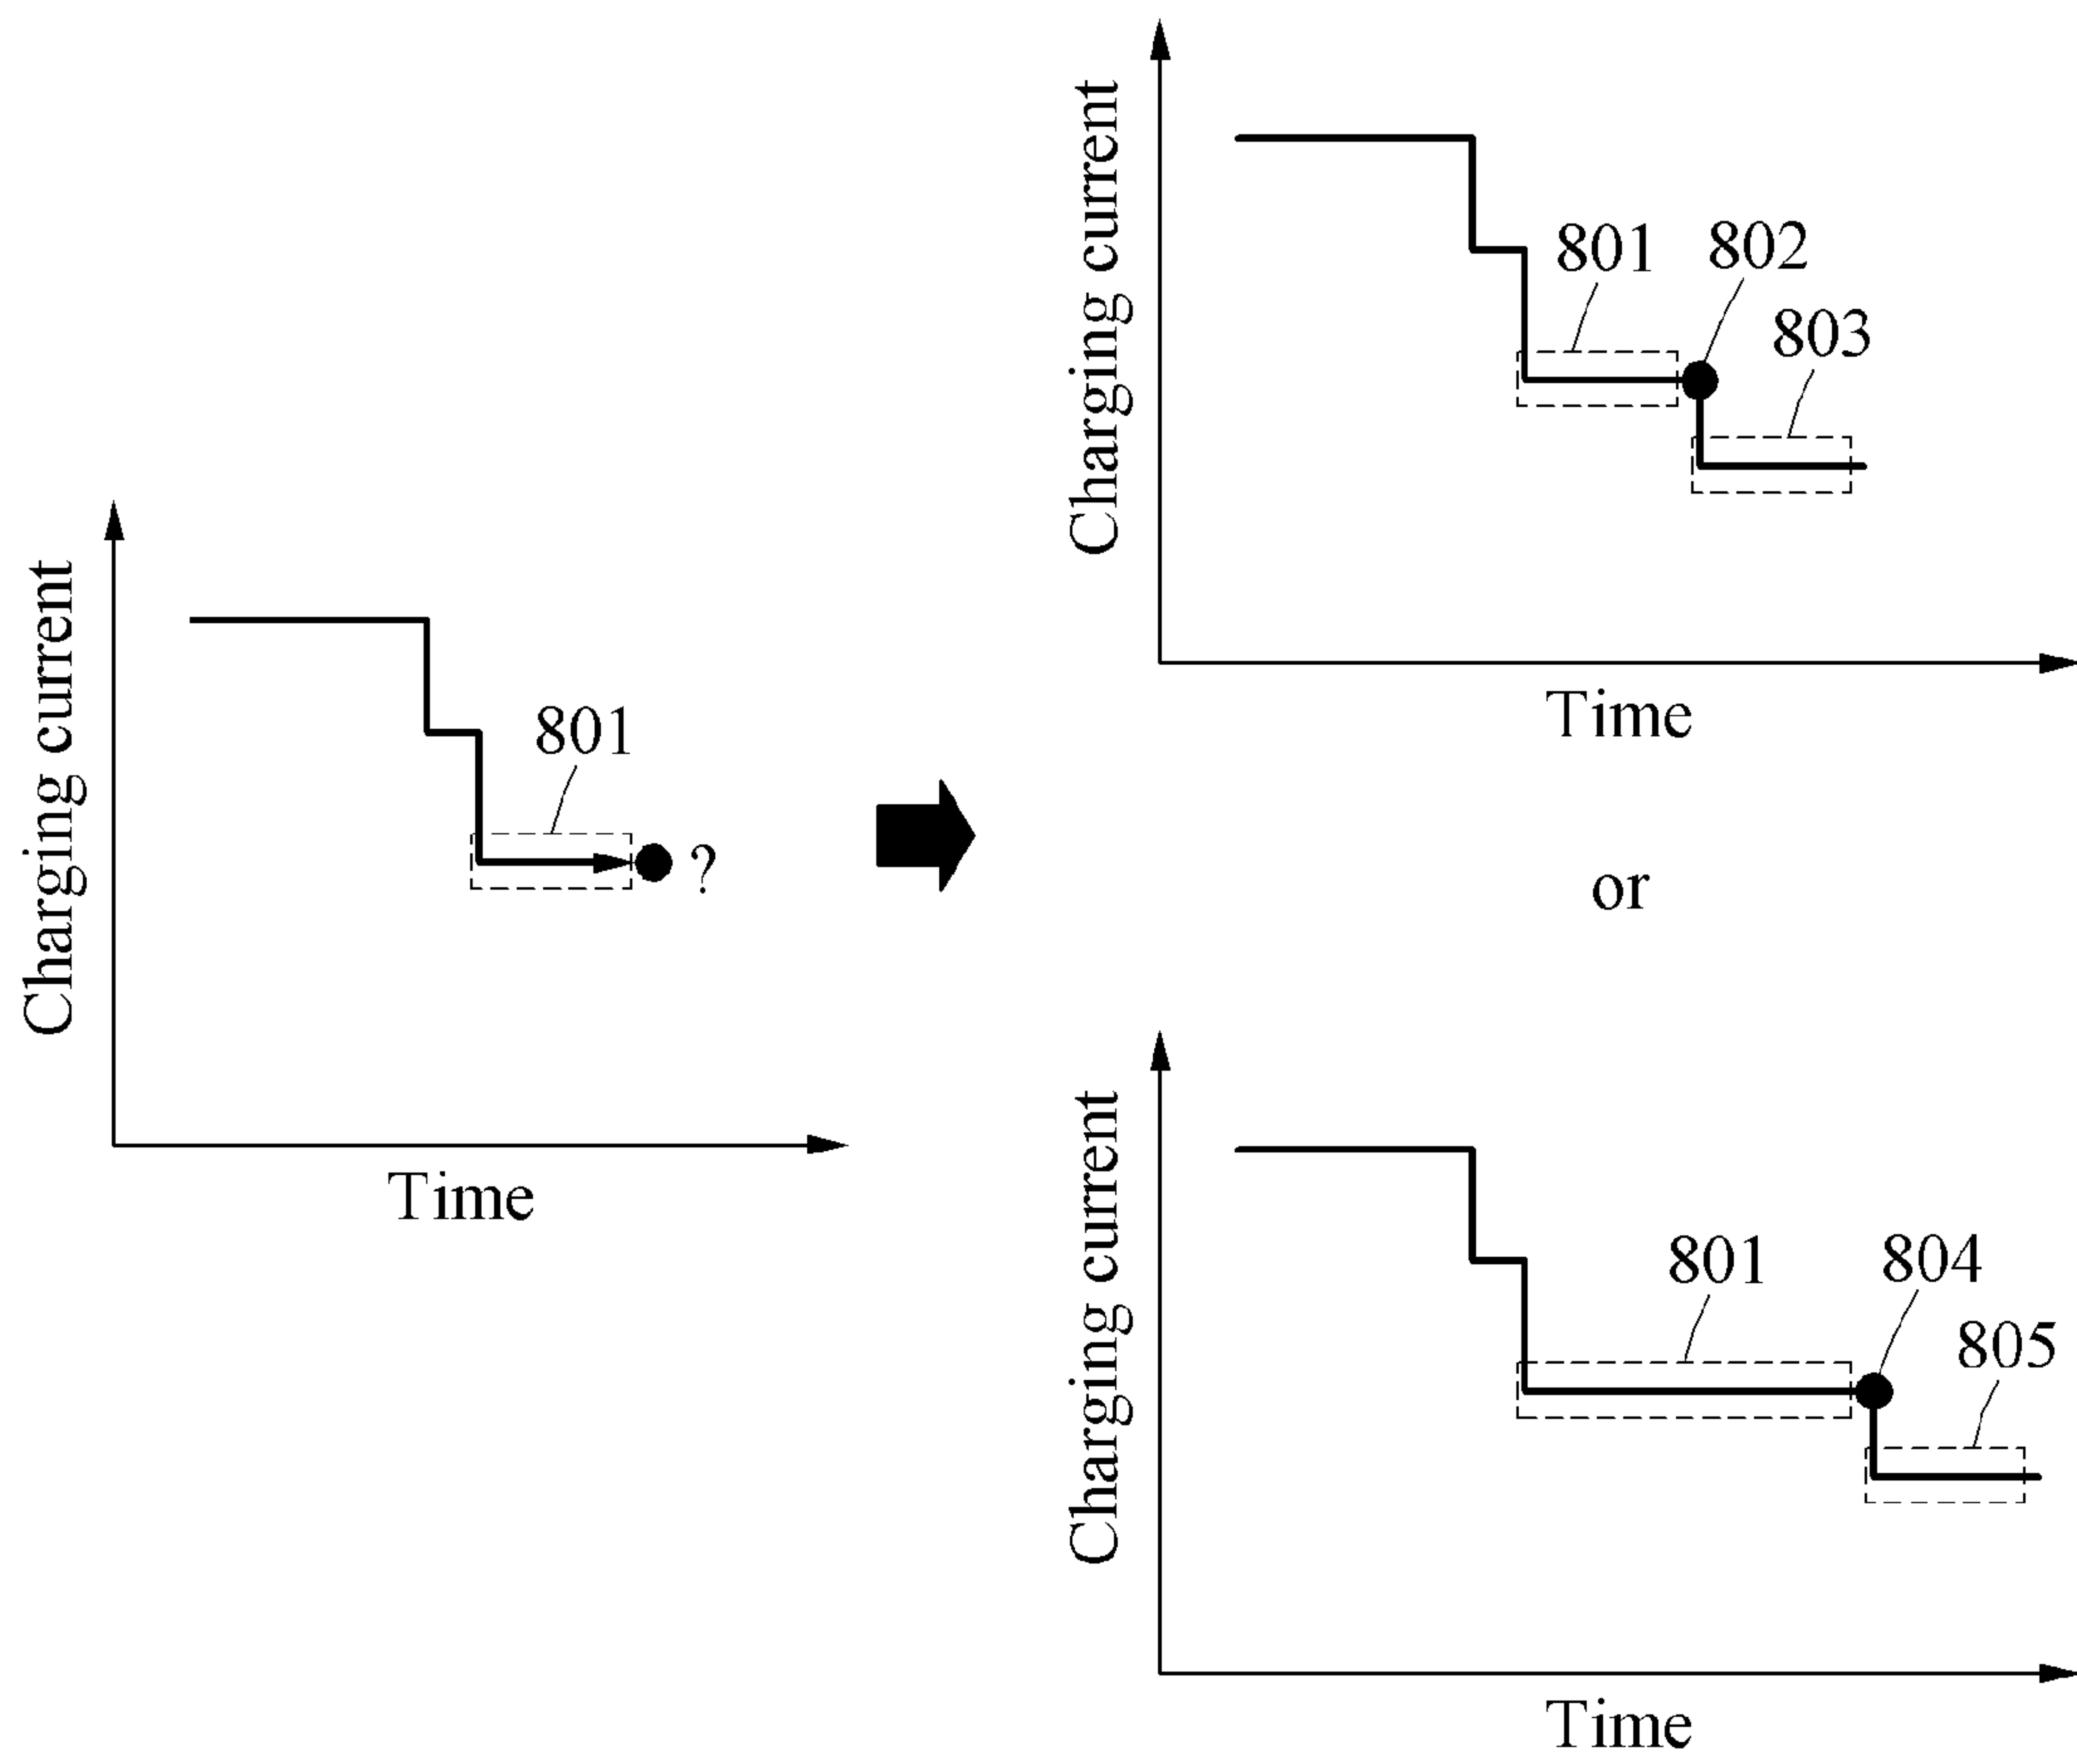 Charging current
801
?
Time
Charging current
801
802
803
Time
or
Charging current
801
804
805
Time